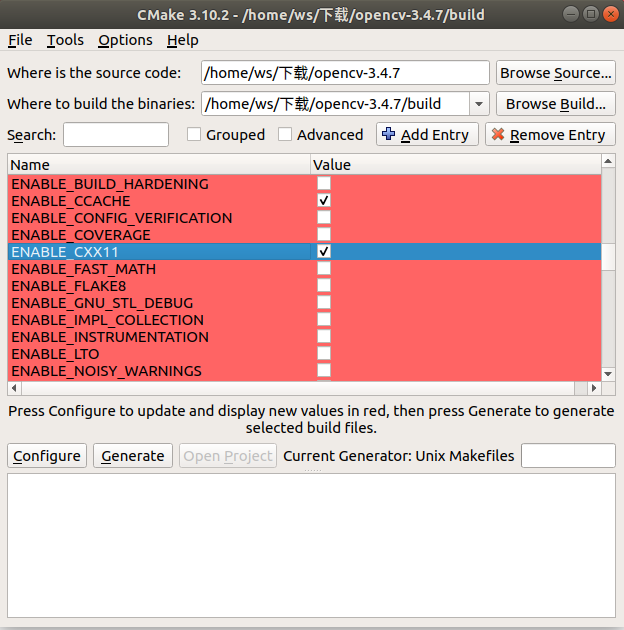 CMake 3.10.2 - /home/ws/下载/opencv-3.4.7/build
File Tools Options Help
Where is the source code: /home/ws/下载/opencv-3.4.7 Browse Source...
Where to build the binaries: /home/ws/下载/opencv-3.4.7/build Browse Build...
Search: Grouped Advanced Add Entry Remove Entry
Name Value
ENABLE_BUILD_HARDENING
ENABLE_CCACHE
ENABLE_CONFIG_VERIFICATION
ENABLE_COVERAGE
ENABLE_CXX11
ENABLE_FAST_MATH
ENABLE_FLAKE8
ENABLE_GNU_STL_DEBUG
ENABLE_IMPL_COLLECTION
ENABLE_INSTRUMENTATION
ENABLE_LTO
ENABLE_NOISY_WARNINGS
Press Configure to update and display new values in red, then press Generate to generate
selected build files.
Configure Generate Open Project Current Generator: Unix Makefiles